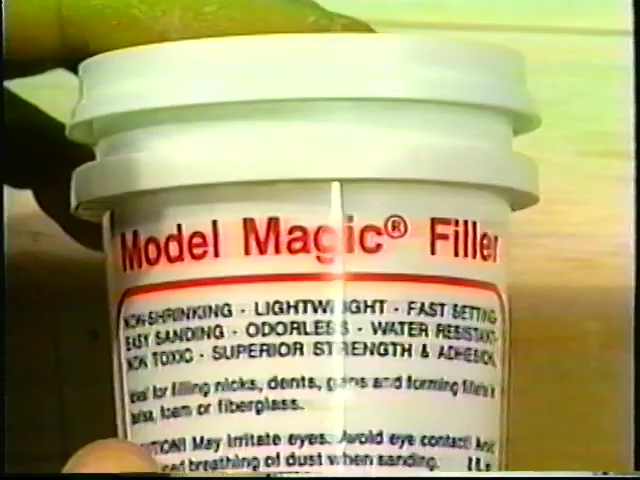 Model Magic® Filler
NON-SHRINKING · LIGHTWEIGHT · FAST SETTING
EASY SANDING · ODORLESS · WATER RESISTANT
NON TOXIC · SUPERIOR STRENGTH & ADHESION
for filling nicks, dents, and forming fillets
foam or fiberglass.
May irritate eyes. Avoid eye contact!
breathing of dust when sanding.